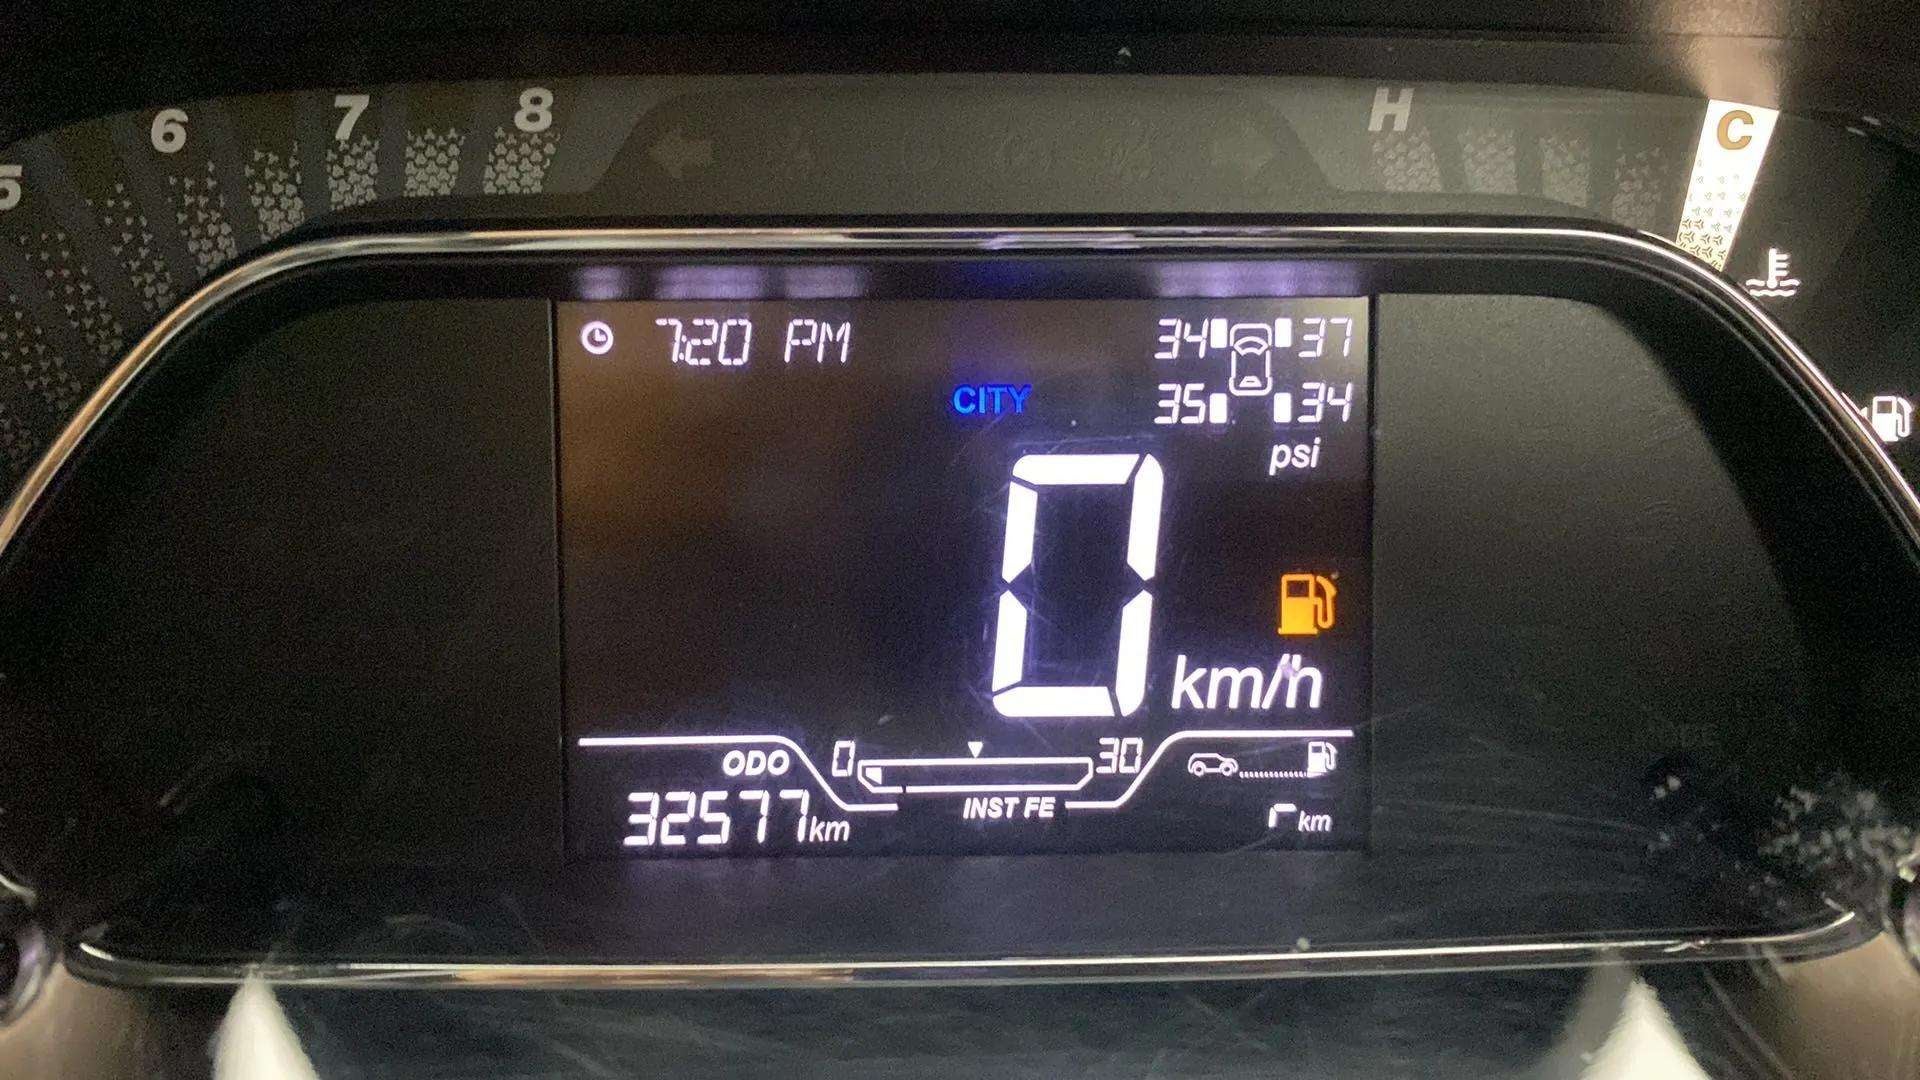 5 6 7 8 H C
7:20 PM 34 37
CITY
35 34
psi
0
km/h
ODO 0 30
INST FE
32577km km